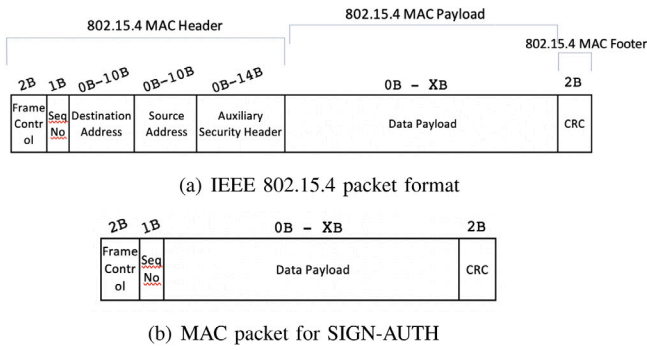 802.15.4 MAC Header
802.15.4 MAC Payload
802.15.4 MAC Footer
2B 1B 0B-10B 0B-10B 0B-14B 0B - XB 2B
Frame
Contr
ol
Seq
No
Destination
Address
Source
Address
Auxiliary
Security Header
Data Payload
CRC
(a) IEEE 802.15.4 packet format
2B 1B 0B - XB 2B
Frame
Contr
ol
Seq
No
Data Payload
CRC
(b) MAC packet for SIGN-AUTH